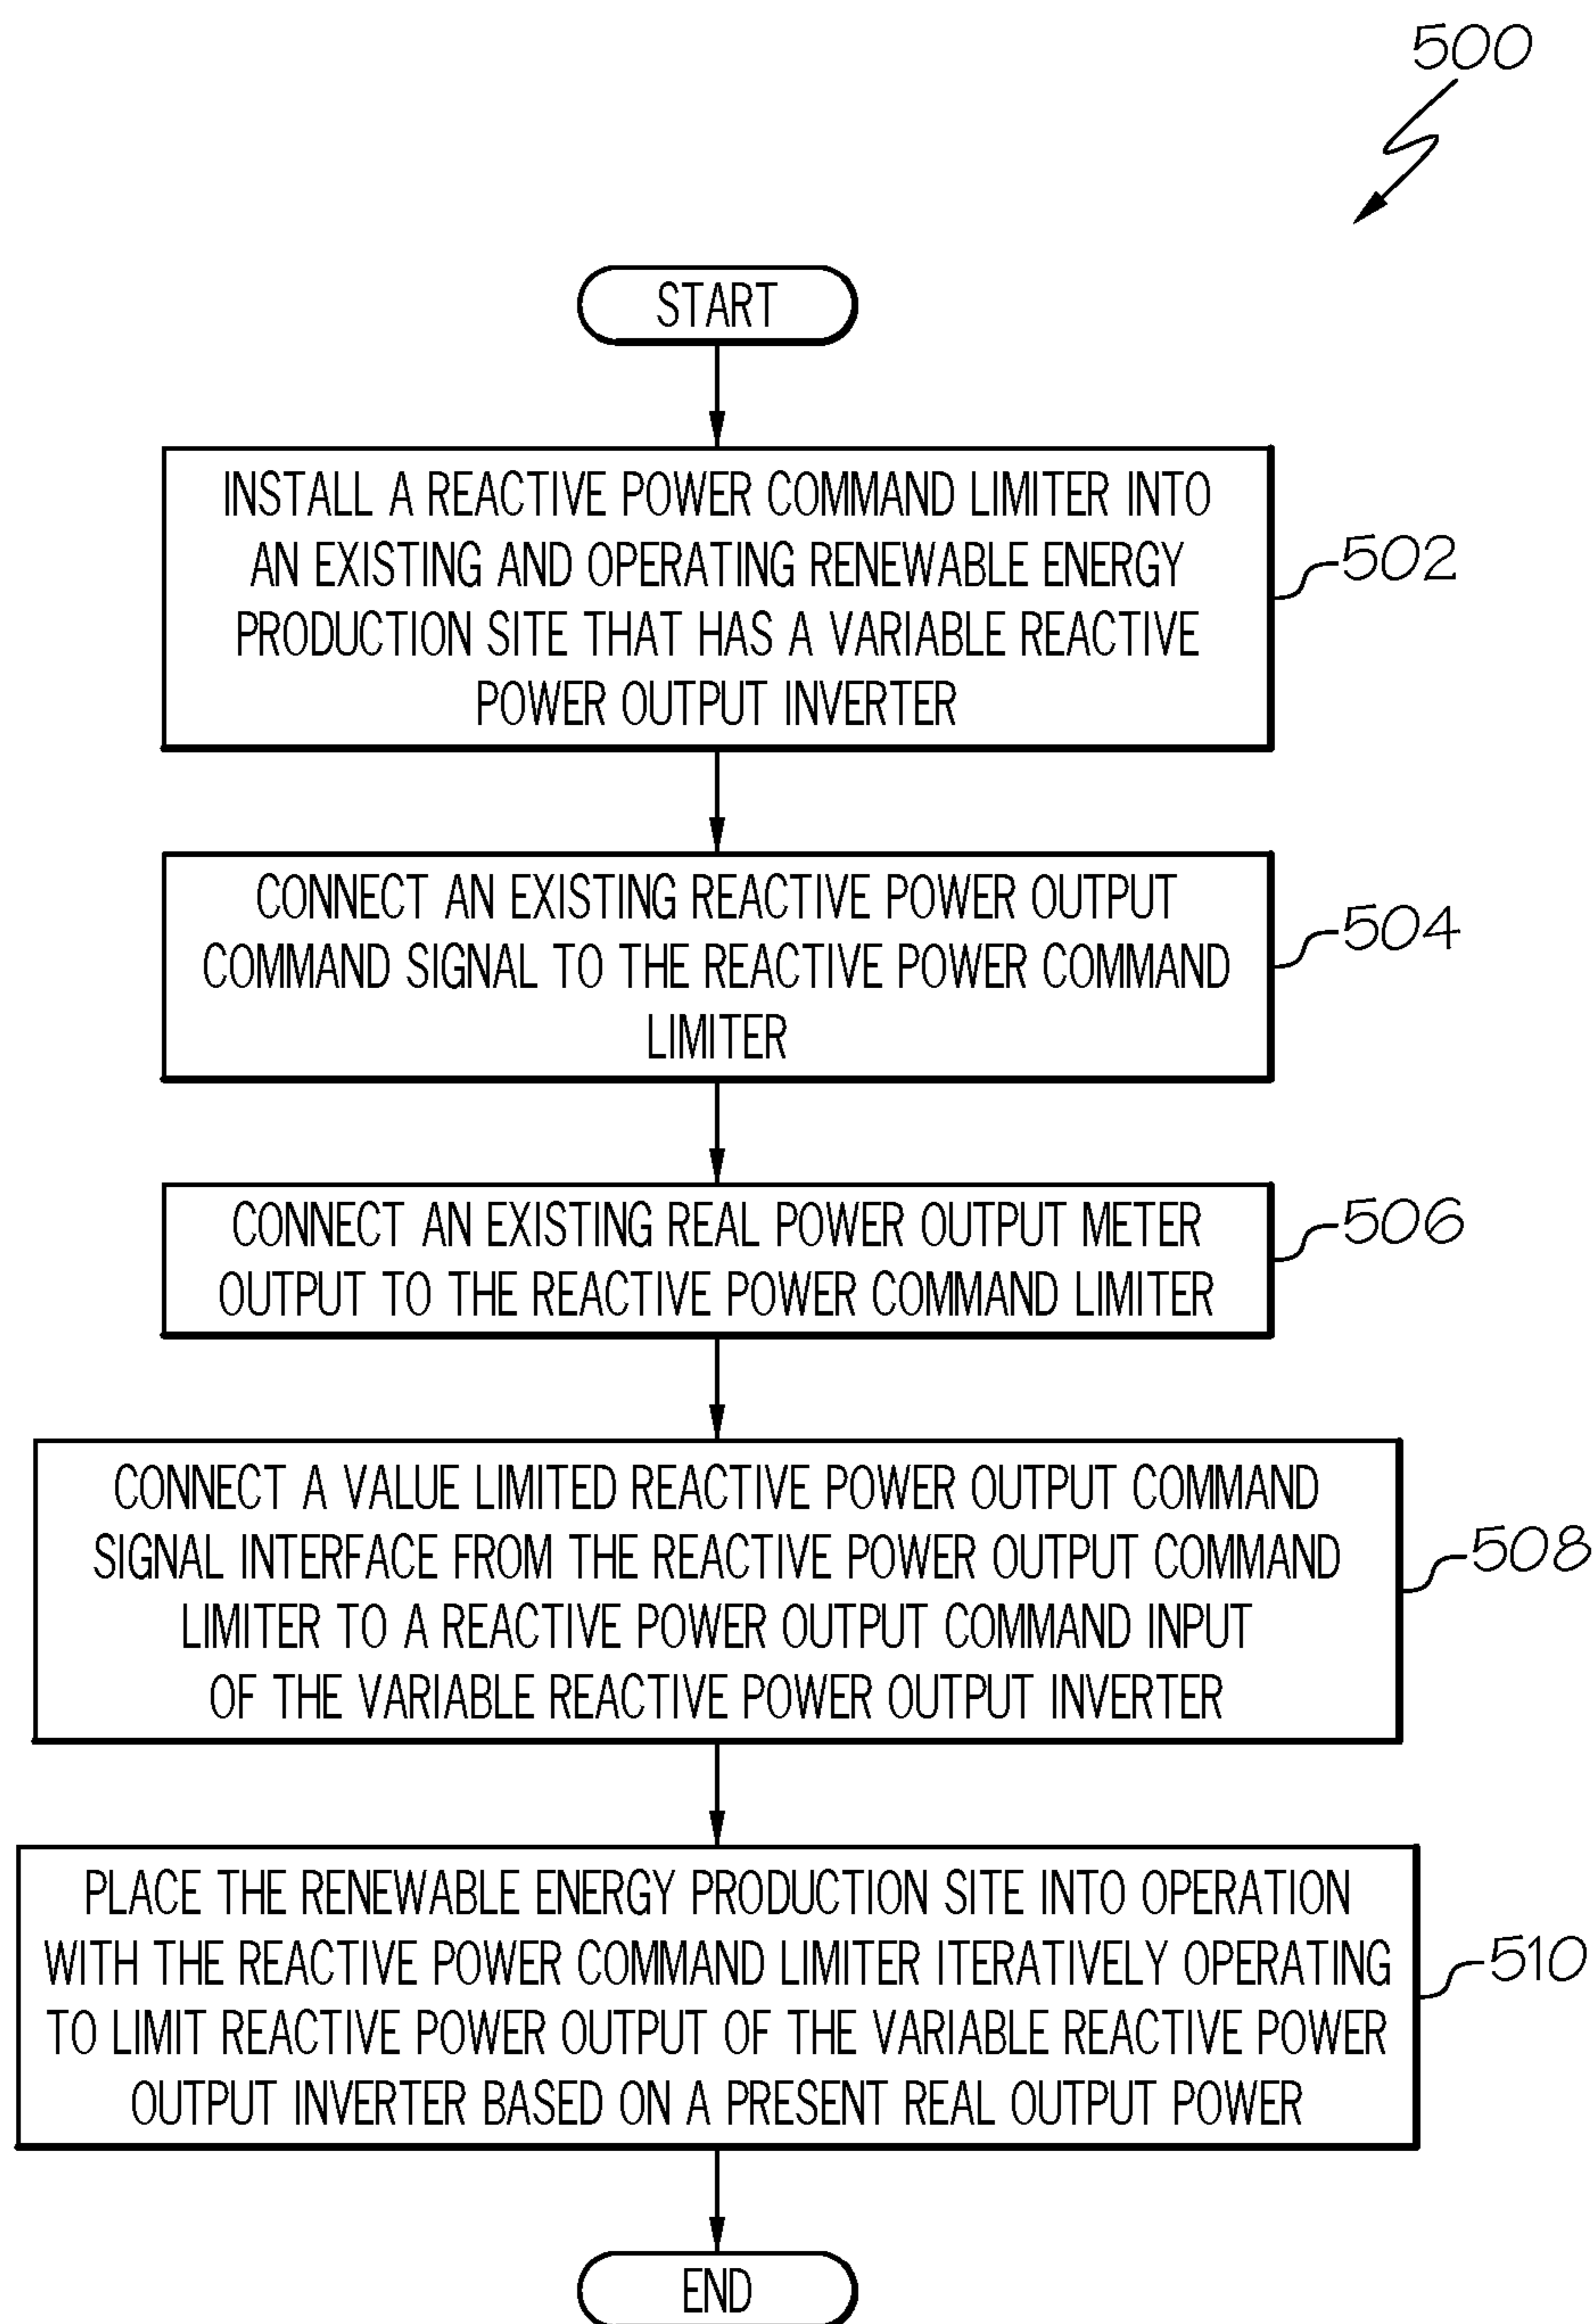 500
START
INSTALL A REACTIVE POWER COMMAND LIMITER INTO
AN EXISTING AND OPERATING RENEWABLE ENERGY
PRODUCTION SITE THAT HAS A VARIABLE REACTIVE
POWER OUTPUT INVERTER
502
CONNECT AN EXISTING REACTIVE POWER OUTPUT
COMMAND SIGNAL TO THE REACTIVE POWER COMMAND
LIMITER
504
CONNECT AN EXISTING REAL POWER OUTPUT METER
OUTPUT TO THE REACTIVE POWER COMMAND LIMITER
506
CONNECT A VALUE LIMITED REACTIVE POWER OUTPUT COMMAND
SIGNAL INTERFACE FROM THE REACTIVE POWER OUTPUT COMMAND
LIMITER TO A REACTIVE POWER OUTPUT COMMAND INPUT
OF THE VARIABLE REACTIVE POWER OUTPUT INVERTER
508
PLACE THE RENEWABLE ENERGY PRODUCTION SITE INTO OPERATION
WITH THE REACTIVE POWER COMMAND LIMITER ITERATIVELY OPERATING
TO LIMIT REACTIVE POWER OUTPUT OF THE VARIABLE REACTIVE POWER
OUTPUT INVERTER BASED ON A PRESENT REAL OUTPUT POWER
510
END